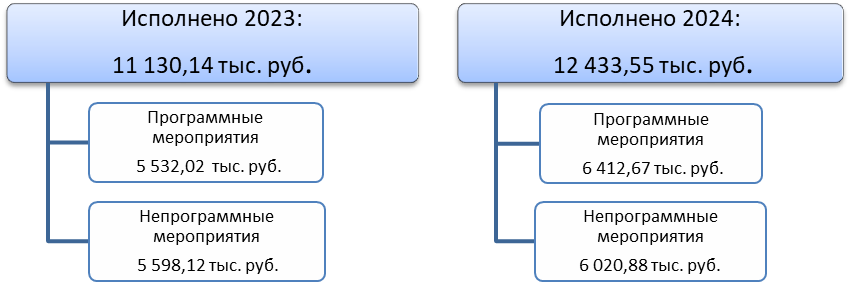 Исполнено 2023:
11 130,14 тыс. руб.
Программные
мероприятия
5 532,02 тыс. руб.
Непрограммные
мероприятия
5 598,12 тыс. руб.
Исполнено 2024:
12 433,55 тыс. руб.
Программные
мероприятия
6 412,67 тыс. руб.
Непрограммные
мероприятия
6 020,88 тыс. руб.